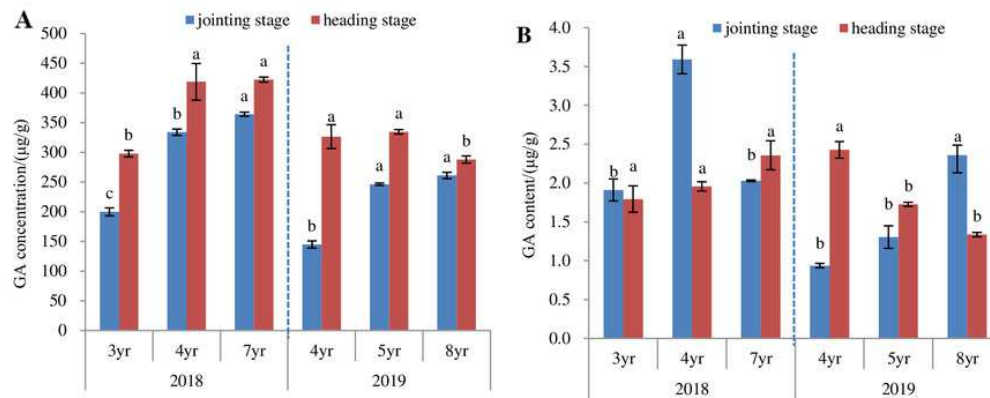 A
jointing stage heading stage
GA concentration/(μg/g)
500
450
400
350
300
250
200
150
100
50
0
c b b a a a b a a a a b
3yr 4yr 7yr 4yr 5yr 8yr
2018 2019
B
jointing stage heading stage
GA content/(μg/g)
4.0
3.5
3.0
2.5
2.0
1.5
1.0
0.5
0.0
b a a a b a b a b b a b
3yr 4yr 7yr 4yr 5yr 8yr
2018 2019